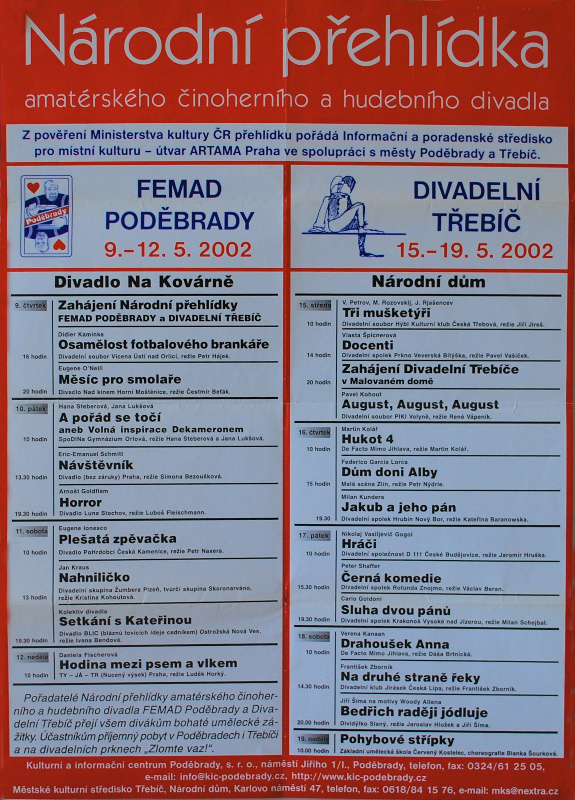 Národní přehlídka
amatérského činoherního a hudebního divadla
Z pověření Ministerstva kultury ČR přehlídku pořádá Informační a poradenské středisko
pro místní kulturu – útvar ARTAMA Praha ve spolupráci s městy Poděbrady a Třebíč.
Poděbrady
FEMAD
PODĚBRADY
9.–12. 5. 2002
Divadlo Na Kovárně
9. čtvrtek
Zahájení Národní přehlídky
FEMAD PODĚBRADY a DIVADELNÍ TŘEBÍČ
Didier Kaminka
Osamělost fotbalového brankáře
16 hodin Divadelní soubor Vicena Ústí nad Orlicí, režie Petr Hájek.
Eugene O'Neill
Měsíc pro smolaře
20 hodin Divadlo Nad kinem Horní Moštěnice, režie Čestmír Beťák.
10. pátek Hana Steberová, Jana Lukšová
A pořád se točí
aneb Volná inspirace Dekameronem
10 hodin SpoDiNa Gymnázium Orlová, režie Hana Steberová a Jana Lukšová.
Eric-Emanuel Schmitt
Návštěvník
13.30 hodin Divadlo (bez záruky) Praha, režie Simona Bezoušková.
Arnošt Goldflam
Horror
19.30 hodin Divadlo Luna Stochov, režie Luboš Fleischmann.
11. sobota Eugene Ionesco
Plešatá zpěvačka
10 hodin Divadlo Potrdobci Česká Kamenice, režie Petr Naxera.
Jan Kraus
Nahniličko
Divadelní skupina Žumbera Plzeň, tvůrčí skupina Skoronarváno,
13 hodin režie Kristina Kohoutová.
Kolektiv divadla
Setkání s Kateřinou
Divadlo BLIC (bláznů lovících ideje cedníkem) Ostrožská Nová Ves,
19.30 hodin režie Ivana Bendová.
12. neděle Daniela Fischerová
Hodina mezi psem a vlkem
10 hodin TY – JÁ – TR (Nucený výsek) Praha, režie Luděk Horký.
Pořadatelé Národní přehlídky amatérského činoher-
ního a hudebního divadla FEMAD Poděbrady a Diva-
delní Třebíč přejí všem divákům bohaté umělecké zá-
žitky. Účastníkům příjemný pobyt v Poděbradech i Třebíči
a na divadelních prknech „Zlomte vaz!“.
DIVADELNÍ
TŘEBÍČ
15.–19. 5. 2002
Národní dům
15. středa V. Petrov, M. Rozovskij, J. Rjašencev
Tři mušketýři
10 hodin Divadelní soubor Hýbl Kulturní klub Česká Třebová, režie Jiří Jireš.
Vlasta Špicnerová
Docenti
14 hodin Divadelní spolek Prkno Veverská Bítýška, režie Pavel Vašíček.
Zahájení Divadelní Třebíče
20 hodin v Malovaném domě
Pavel Kohout
August, August, August
Divadelní soubor PIKI Volyně, režie René Vápeník.
16. čtvrtek Martin Kolář
Hukot 4
10 hodin De Facto Mimo Jihlava, režie Martin Kolář.
Federico Garcia Lorca
Dům doni Alby
15 hodin Malá scéna Zlín, režie Petr Nýdrle.
Milan Kundera
Jakub a jeho pán
19.30 Divadelní spolek Hrubín Nový Bor, režie Kateřina Baranowska.
17. pátek Nikolaj Vasiljevič Gogol
Hráči
10 hodin Divadelní společnost D 111 České Budějovice, režie Jaromír Hruška.
Peter Shaffer
Černá komedie
15.30 hodin Divadelní spolek Rotunda Znojmo, režie Václav Beran.
Carlo Goldoni
Sluha dvou pánů
19.30 hodin Divadelní spolek Krakonoš Vysoké nad Jizerou, režie Milan Schejbal.
18. sobota Verena Kanaan
Drahoušek Anna
10 hodin De Facto Mimo Jihlava, režie Dáša Brtnická.
František Zborník
Na druhé straně řeky
14.30 hodin Divadelní klub Jirásek Česká Lípa, režie František Zborník.
Jiří Šíma na motivy Woody Allena
Bedřich raději jódluje
20.00 hodin Dividýlko Slaný, režie Jaroslav Hložek a Jiří Šíma.
19. neděle Pohybové střípky
10.00 hodin Základní umělecká škola Červený Kostelec, choreografie Blanka Šourková.
Kulturní a informační centrum Poděbrady, s. r. o., náměstí Jiřího 1/I., Poděbrady, telefon, fax: 0324/61 25 05,
e-mail: info@kic-podebrady.cz, http://www.kic-podebrady.cz
Městské kulturní středisko Třebíč, Národní dům, Karlovo náměstí 47, telefon, fax: 0618/84 15 76, e-mail: mks@nextra.cz